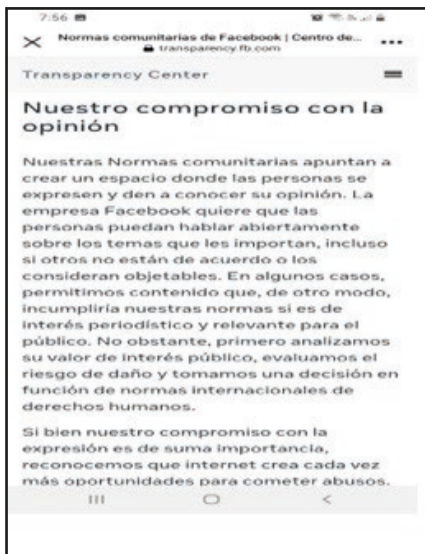 7:56
Normas comunitarias de Facebook | Centro de...
transparency.fb.com
Transparency Center
Nuestro compromiso con la
opinión
Nuestras Normas comunitarias apuntan a
crear un espacio donde las personas se
expresen y den a conocer su opinión. La
empresa Facebook quiere que las
personas puedan hablar abiertamente
sobre los temas que les importan, incluso
si otros no están de acuerdo o los
consideran objetables. En algunos casos,
permitimos contenido que, de otro modo,
incumpliría nuestras normas si es de
interés periodístico y relevante para el
público. No obstante, primero analizamos
su valor de interés público, evaluamos el
riesgo de daño y tomamos una decisión en
función de normas internacionales de
derechos humanos.
Si bien nuestro compromiso con la
expresión es de suma importancia,
reconocemos que internet crea cada vez
más oportunidades para cometer abusos.